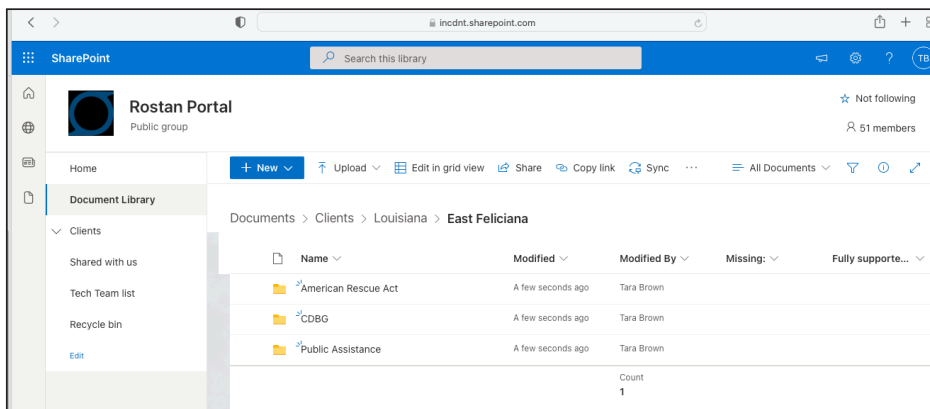 incdnt.sharepoint.com
SharePoint
Search this library
?
TB
Rostan Portal
Public group
Not following
51 members
Home
Document Library
Clients
Shared with us
Tech Team list
Recycle bin
Edit
+ New
Upload
Edit in grid view
Share
Copy link
Sync
...
All Documents
Documents > Clients > Louisiana > East Feliciana
Name Modified Modified By Missing: Fully supporte...
American Rescue Act A few seconds ago Tara Brown
CDBG A few seconds ago Tara Brown
Public Assistance A few seconds ago Tara Brown
Count
1